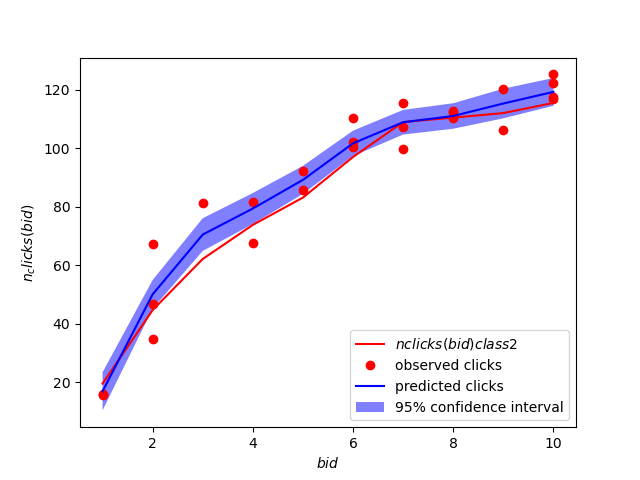 120
100
80
60
40
20
n_clicks(bid)
nclicks(bid)class2
observed clicks
predicted clicks
95% confidence interval
2 4 6 8 10
bid